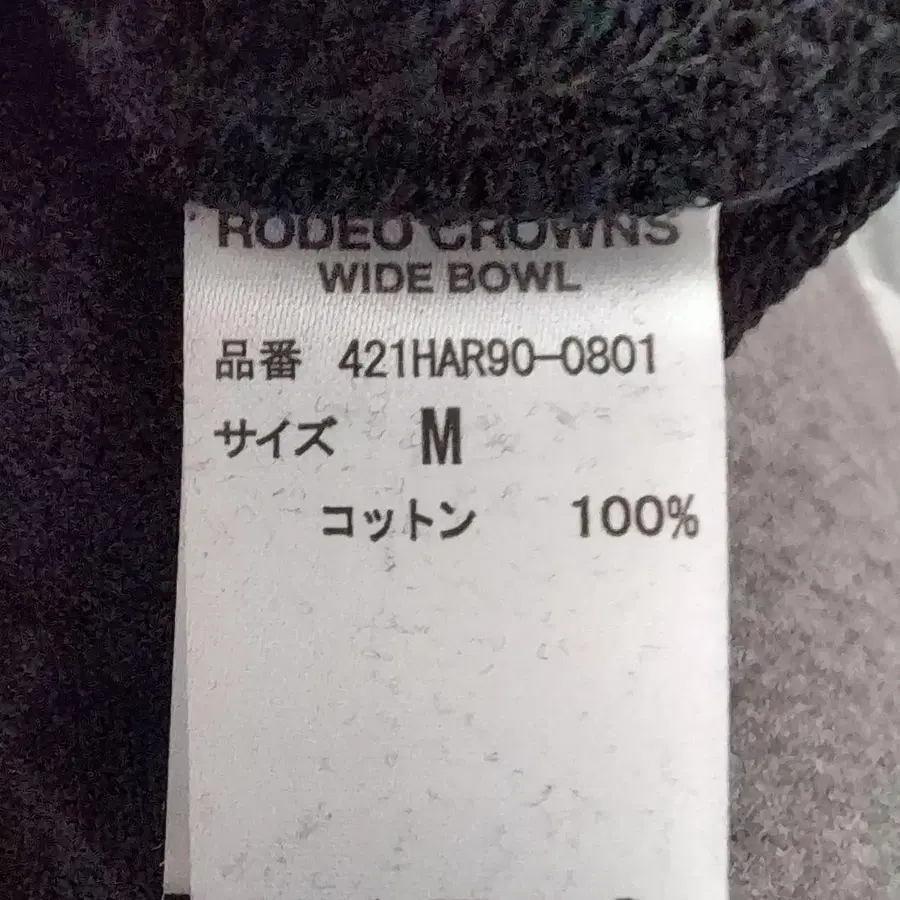 RODEO CROWNS
WIDE BOWL
品番 421HAR90-0801
サイズ M
コットン 100%